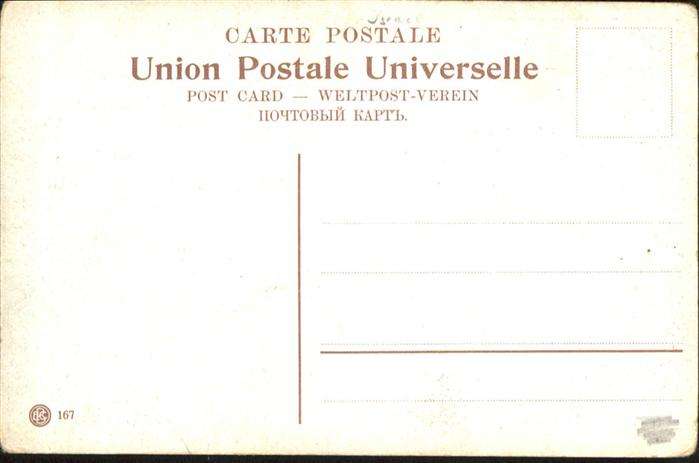 CARTE POSTALE
Union Postale Universelle
POST CARD — WELTPOST-VEREIN
ПОЧТОВЫЙ КАРТЪ.
167